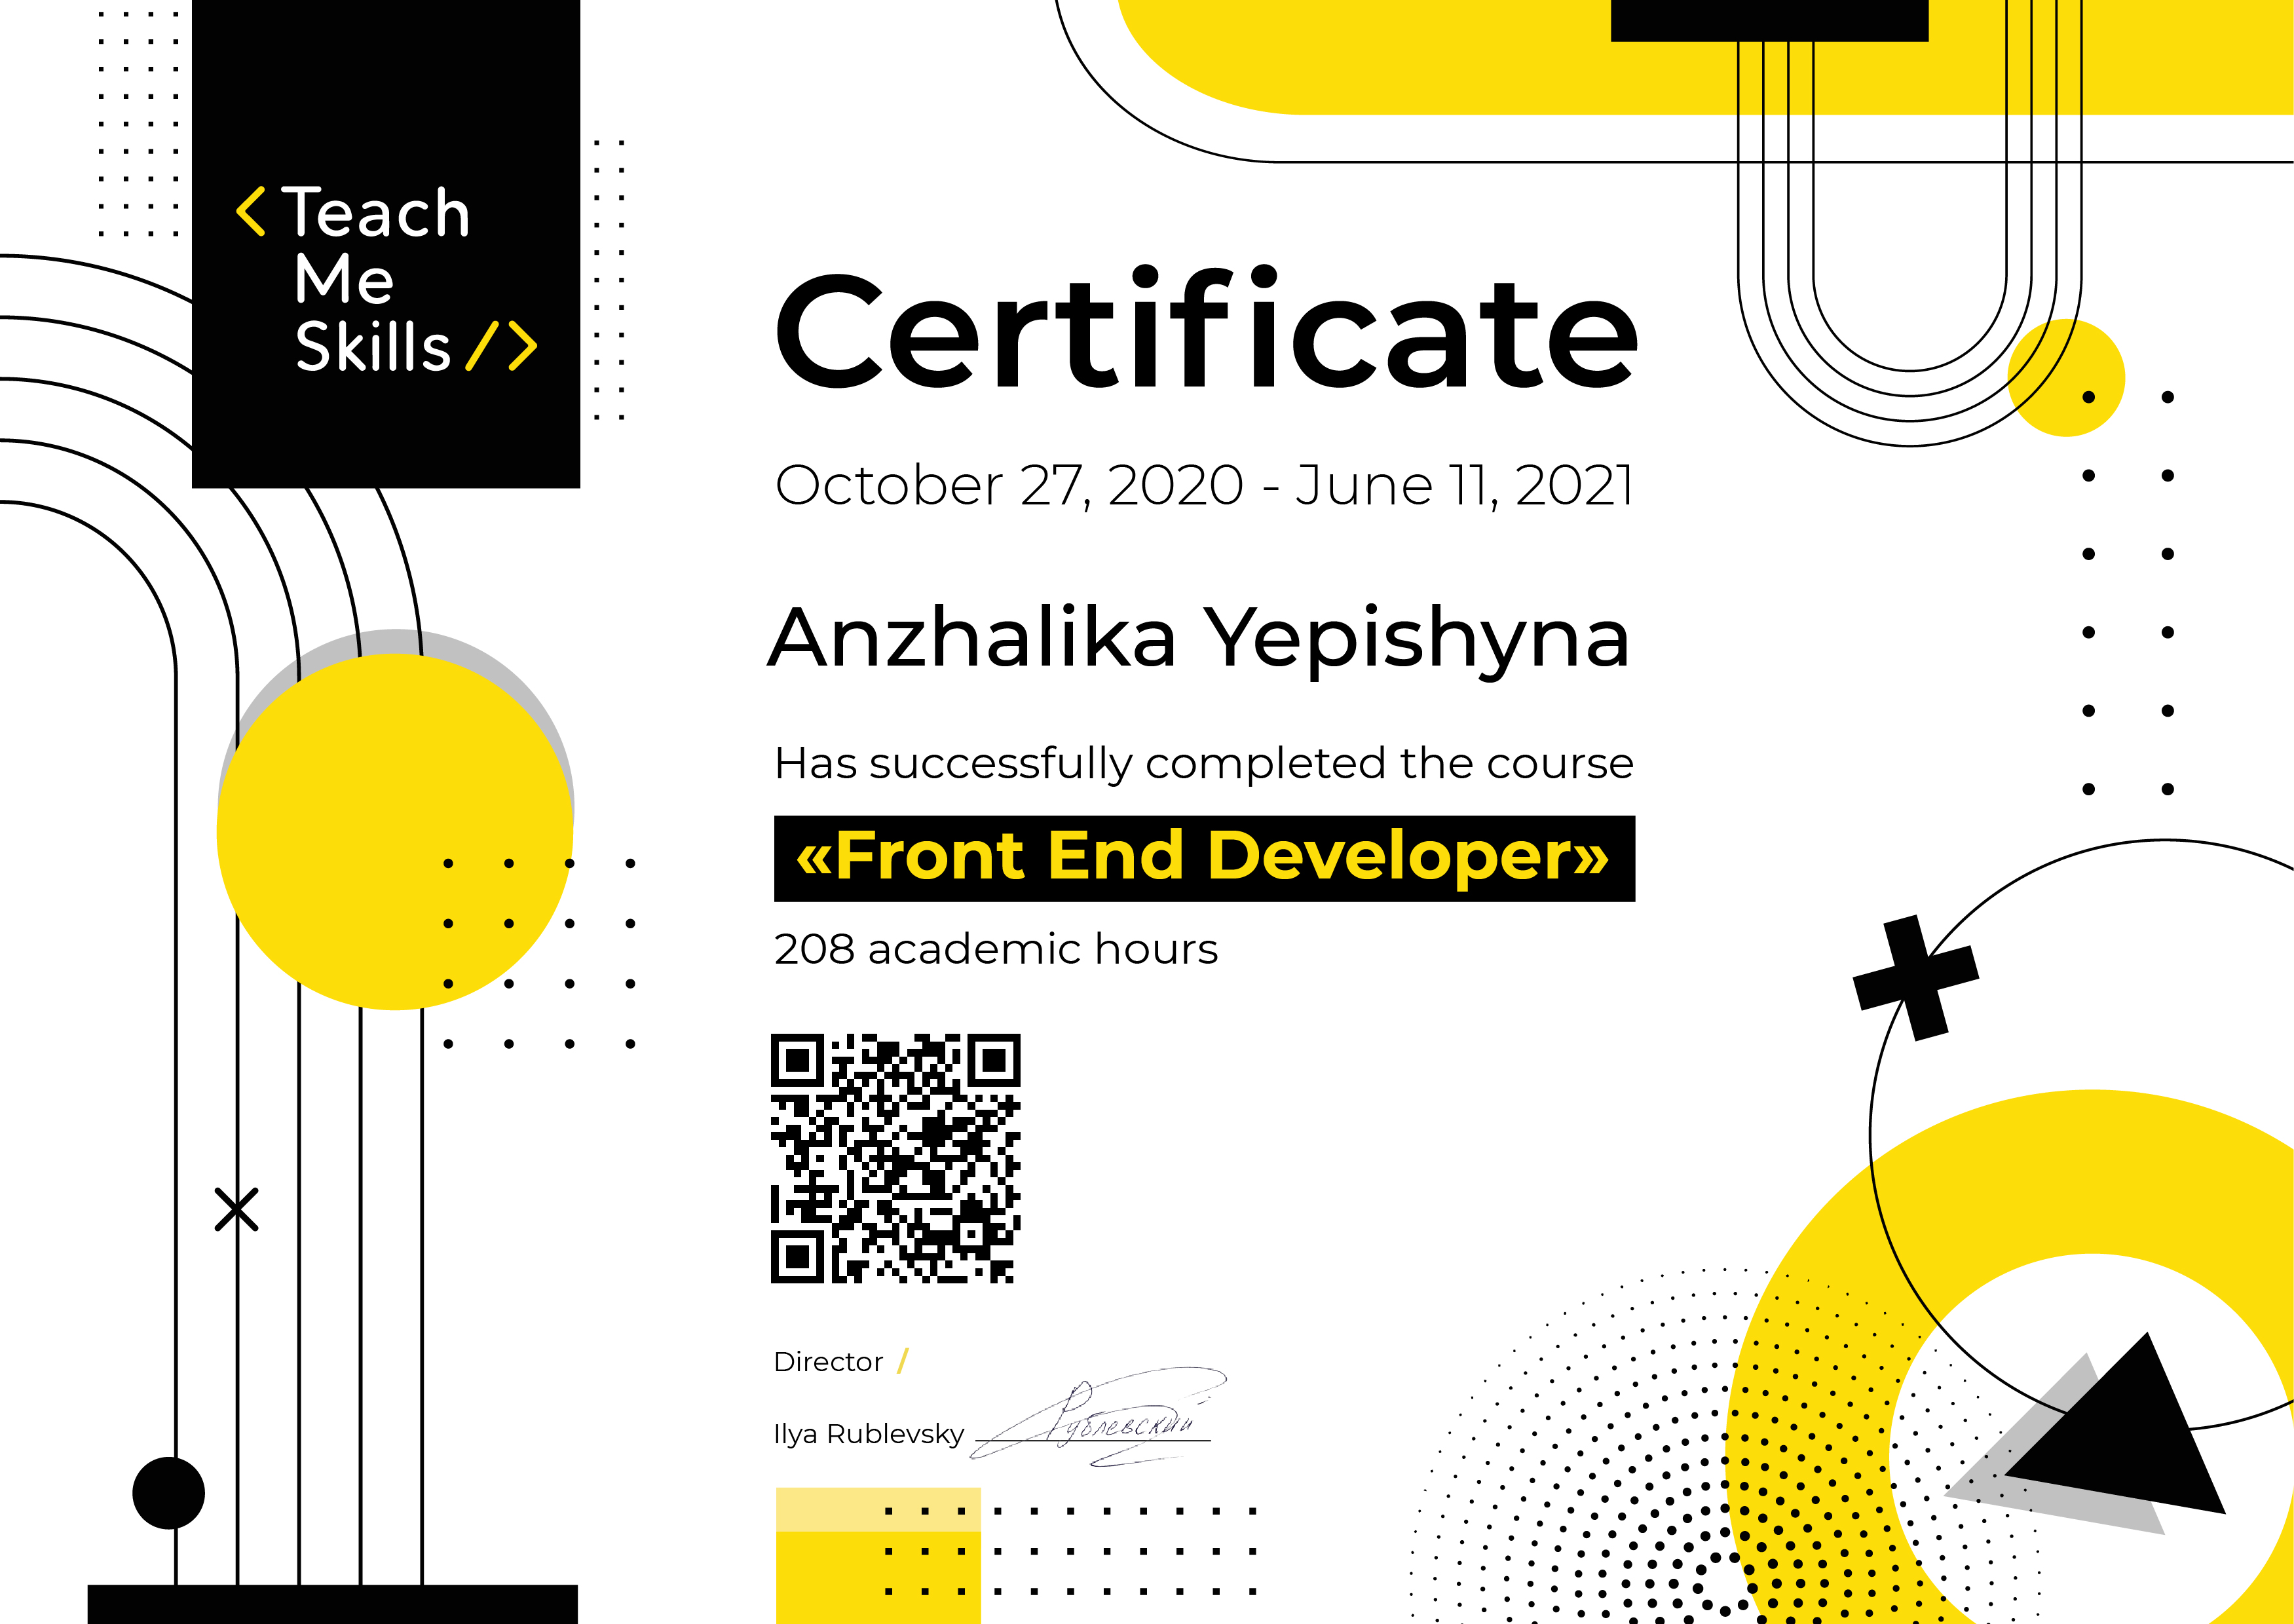 <Teach
Me
Skills/>
Certificate
October 27, 2020 - June 11, 2021
Anzhalika Yepishyna
Has successfully completed the course
«Front End Developer»
208 academic hours
Director /
Ilya Rublevsky
Рублевский